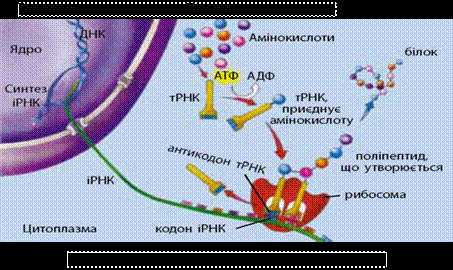 ДНК
Ядро
Амінокислоти
білок
АТФ АДФ
Синтез
іРНК
тРНК
тРНК,
приєднує
амінокислоту
антикодон тРНК
поліпептид,
що утворюється
іРНК
рибосома
Цитоплазма
кодон іРНК